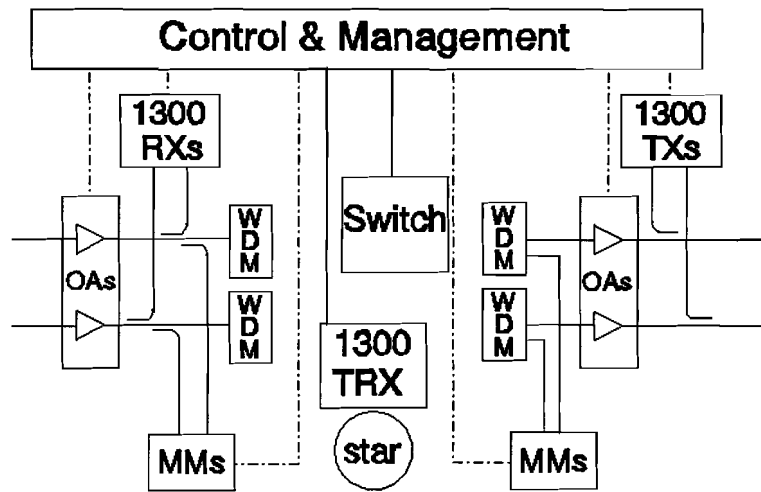 Control & Management
1300
RXs
1300
TXs
Switch
W
D
M
W
D
M
OAs
OAs
W
D
M
W
D
M
1300
TRX
star
MMs
MMs